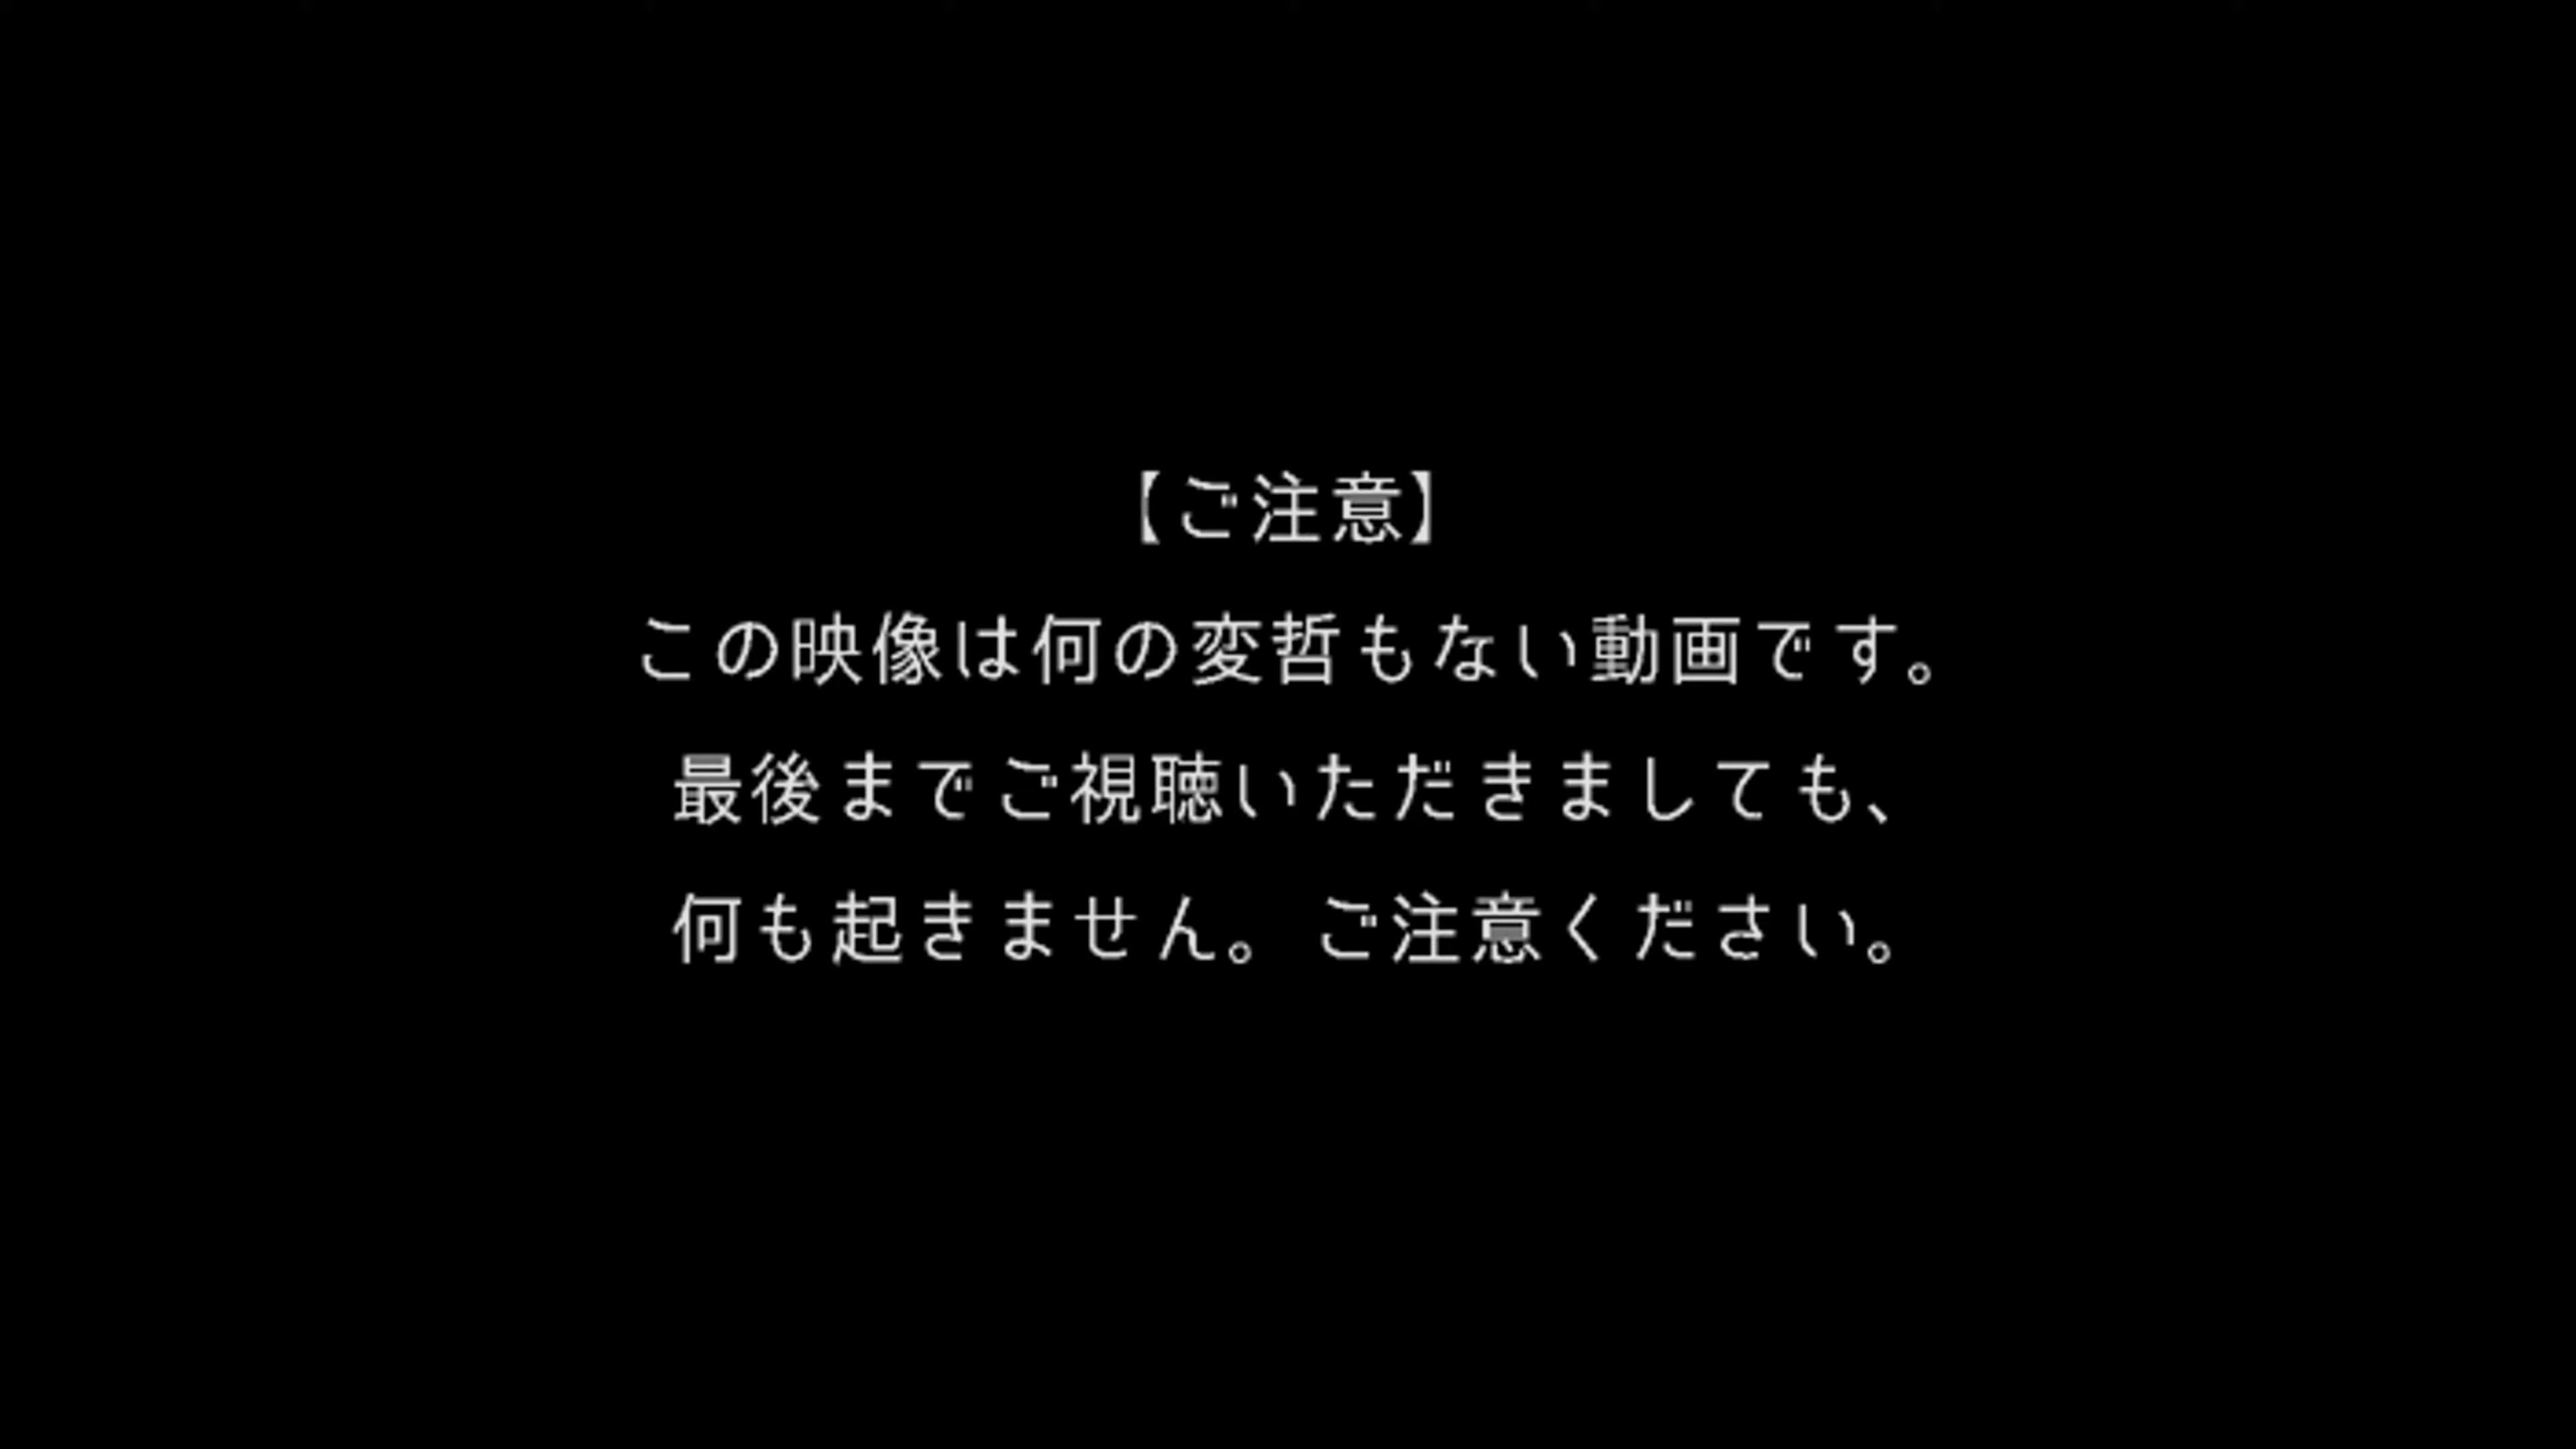 【ご注意】
この映像は何の変哲もない動画です。
最後までご視聴いただきましても、
何も起きません。ご注意ください。